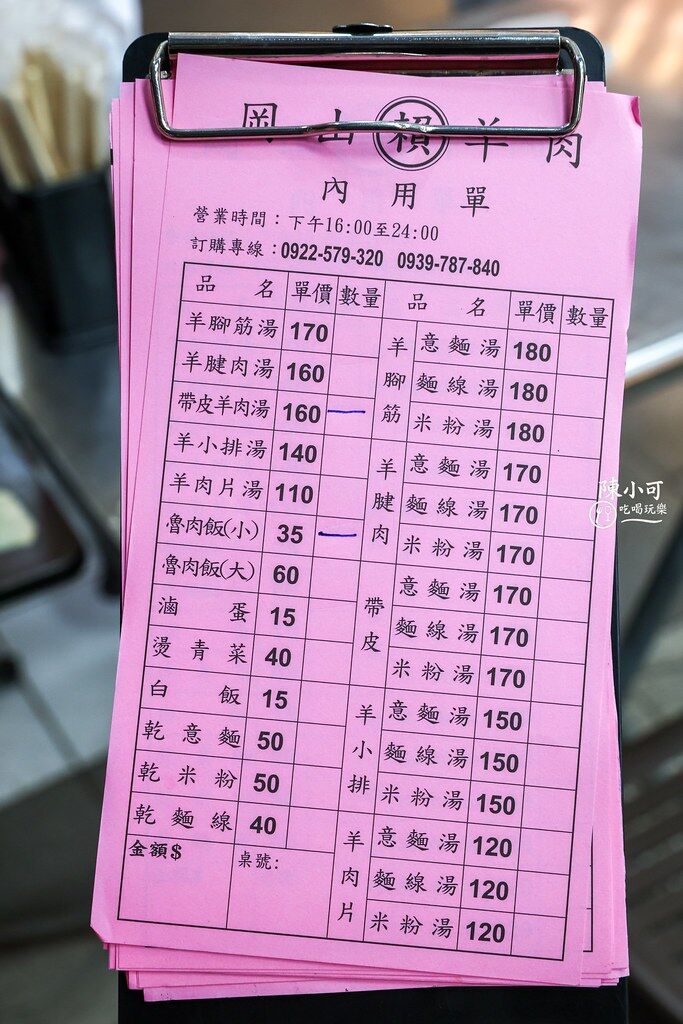 岡山賴羊肉
內用單
營業時間：下午16:00至24:00
訂購專線：0922-579-320 0939-787-840
品名 單價 數量 品名 單價 數量
羊腳筋湯 170 羊腳筋 意麵湯 180
羊腱肉湯 160 麵線湯 180
帶皮羊肉湯 160 一 米粉湯 180
羊小排湯 140 羊腱肉 意麵湯 170
羊肉片湯 110 麵線湯 170
魯肉飯(小) 35 一 米粉湯 170
魯肉飯(大) 60 帶皮 意麵湯 170
滷蛋 15 麵線湯 170
燙青菜 40 米粉湯 170
白飯 15 羊小排 意麵湯 150
乾意麵 50 麵線湯 150
乾米粉 50 米粉湯 150
乾麵線 40 羊肉片 意麵湯 120
金額$ 桌號: 麵線湯 120
米粉湯 120
陳小可
吃喝玩樂